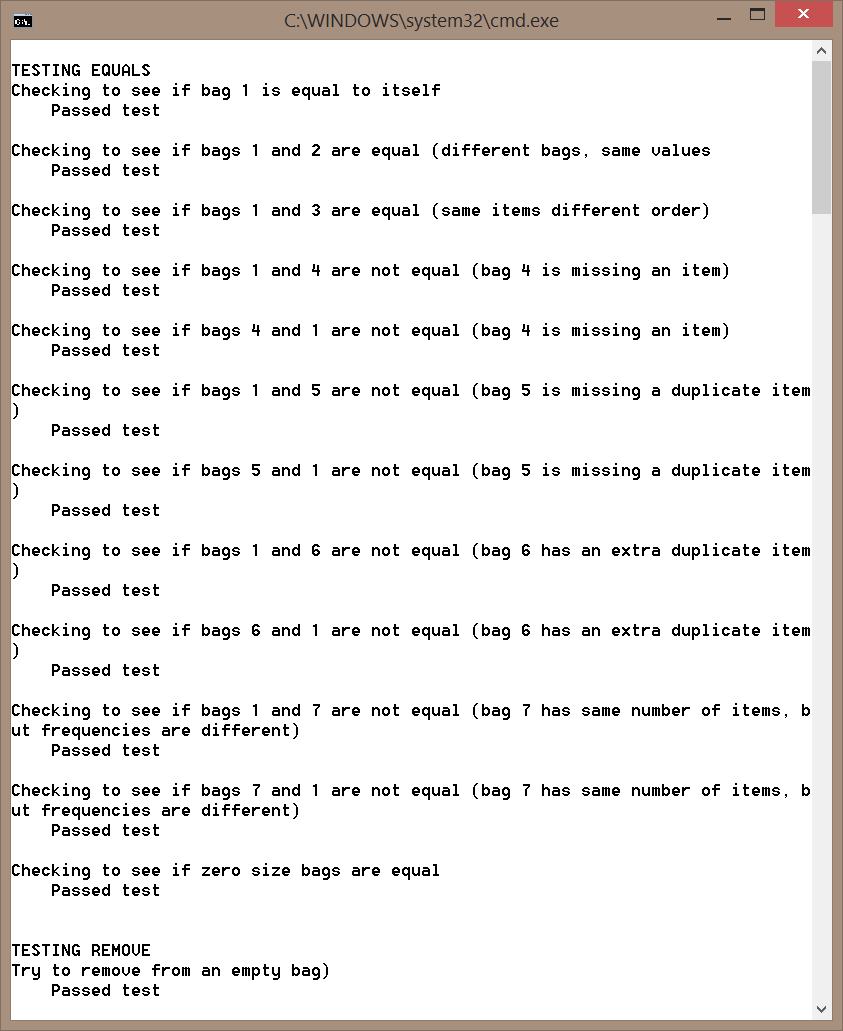 C:\WINDOWS\system32\cmd.exe
TESTING EQUALS
Checking to see if bag 1 is equal to itself
Passed test
Checking to see if bags 1 and 2 are equal (different bags, same values
Passed test
Checking to see if bags 1 and 3 are equal (same items different order)
Passed test
Checking to see if bags 1 and 4 are not equal (bag 4 is missing an item)
Passed test
Checking to see if bags 4 and 1 are not equal (bag 4 is missing an item)
Passed test
Checking to see if bags 1 and 5 are not equal (bag 5 is missing a duplicate item
)
Passed test
Checking to see if bags 5 and 1 are not equal (bag 5 is missing a duplicate item
)
Passed test
Checking to see if bags 1 and 6 are not equal (bag 6 has an extra duplicate item
)
Passed test
Checking to see if bags 6 and 1 are not equal (bag 6 has an extra duplicate item
)
Passed test
Checking to see if bags 1 and 7 are not equal (bag 7 has same number of items, b
ut frequencies are different)
Passed test
Checking to see if bags 7 and 1 are not equal (bag 7 has same number of items, b
ut frequencies are different)
Passed test
Checking to see if zero size bags are equal
Passed test
TESTING REMOVE
Try to remove from an empty bag)
Passed test